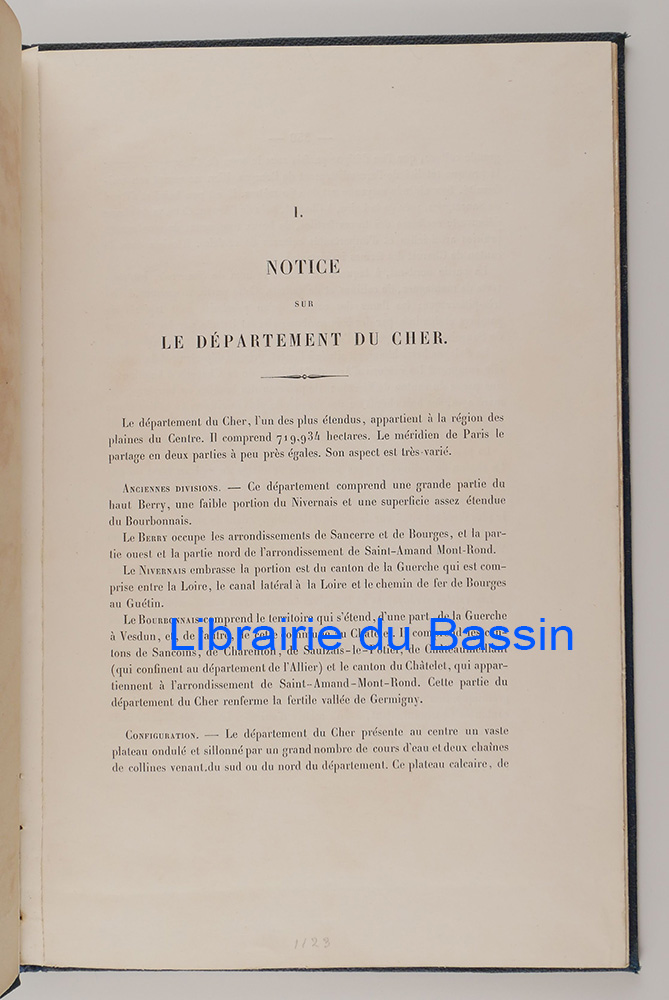 I.
NOTICE
SUR
LE DÉPARTEMENT DU CHER.
Le département du Cher, l'un des plus étendus, appartient à la région des
plaines du Centre. Il comprend 719,934 hectares. Le méridien de Paris le
partage en deux parties à peu près égales. Son aspect est très-varié.
ANCIENNES DIVISIONS. — Ce département comprend une grande partie du
haut Berry, une faible portion du Nivernais et une superficie assez étendue
du Bourbonnais.
Le BERRY occupe les arrondissements de Sancerre et de Bourges, et la par-
tie ouest et la partie nord de l'arrondissement de Saint-Amand Mont-Rond.
Le NIVERNAIS embrasse la portion est du canton de la Guerche qui est com-
prise entre la Loire, le canal latéral à la Loire et le chemin de fer de Bourges
au Guétin.
Le BOURBONNAIS comprend le territoire qui s'étend, d'une part, de la Guerche
à Vesdun, et, de
Librairie du Bassin
tons de Sancoins, de Charenton, de Saulzais-le-Potier, de Châteaumeillant
(qui confinent au département de l'Allier) et le canton du Châtelet, qui appar-
tiennent à l'arrondissement de Saint-Amand-Mont-Rond. Cette partie du
département du Cher renferme la fertile vallée de Germigny.
CONFIGURATION. — Le département du Cher présente au centre un vaste
plateau ondulé et sillonné par un grand nombre de cours d'eau et deux chaînes
de collines venant du sud ou du nord du département. Ce plateau calcaire, de
1123